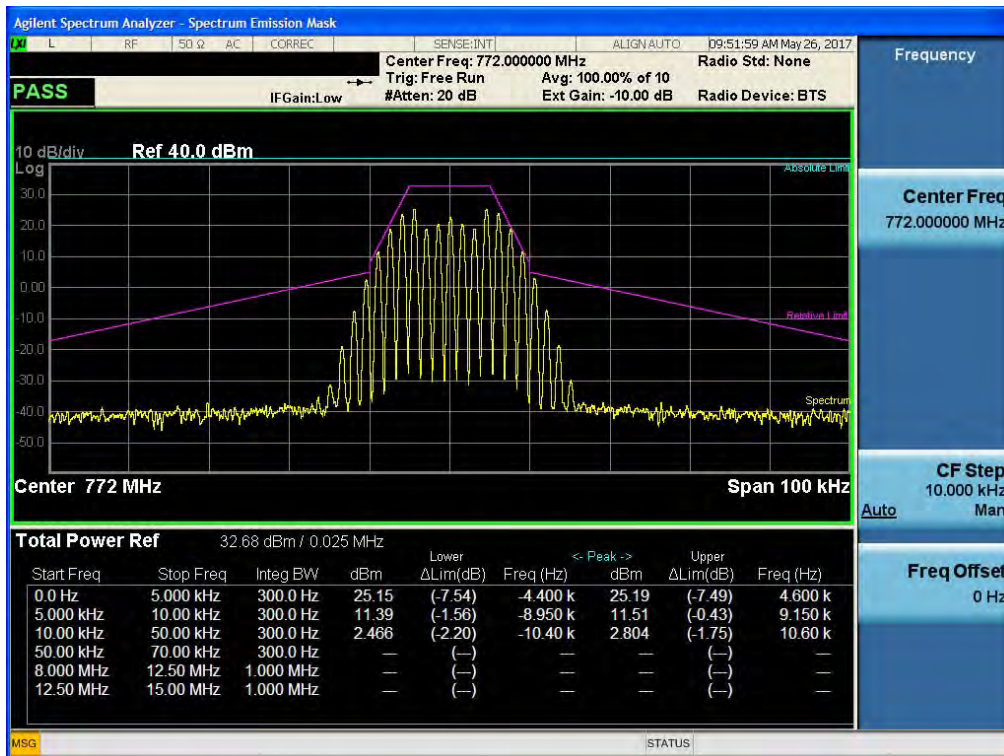 Agilent Spectrum Analyzer - Spectrum Emission Mask
LXI L RF 50 Ω AC CORREC SENSE:INT ALIGN AUTO 09:51:59 AM May 26, 2017
Center Freq: 772.000000 MHz Radio Std: None
Trig: Free Run Avg: 100.00% of 10
PASS IFGain:Low #Atten: 20 dB Ext Gain: -10.00 dB Radio Device: BTS
10 dB/div Ref 40.0 dBm
Log
Absolute Limit
30.0
20.0
10.0
0.00
-10.0
Relative Limit
-20.0
-30.0
-40.0
Spectrum
-50.0
Center 772 MHz Span 100 kHz
Total Power Ref 32.68 dBm / 0.025 MHz
Lower <- Peak -> Upper
Start Freq Stop Freq Integ BW dBm ΔLim(dB) Freq (Hz) dBm ΔLim(dB) Freq (Hz)
0.0 Hz 5.000 kHz 300.0 Hz 25.15 (-7.54) -4.400 k 25.19 (-7.49) 4.600 k
5.000 kHz 10.00 kHz 300.0 Hz 11.39 (-1.56) -8.950 k 11.51 (-0.43) 9.150 k
10.00 kHz 50.00 kHz 300.0 Hz 2.466 (-2.20) -10.40 k 2.804 (-1.75) 10.60 k
50.00 kHz 70.00 kHz 300.0 Hz --- (---) --- --- (---) ---
8.000 MHz 12.50 MHz 1.000 MHz --- (---) --- --- (---) ---
12.50 MHz 15.00 MHz 1.000 MHz --- (---) --- --- (---) ---
MSG STATUS
Frequency
Center Freq
772.000000 MHz
CF Step
10.000 kHz
Auto Man
Freq Offset
0 Hz